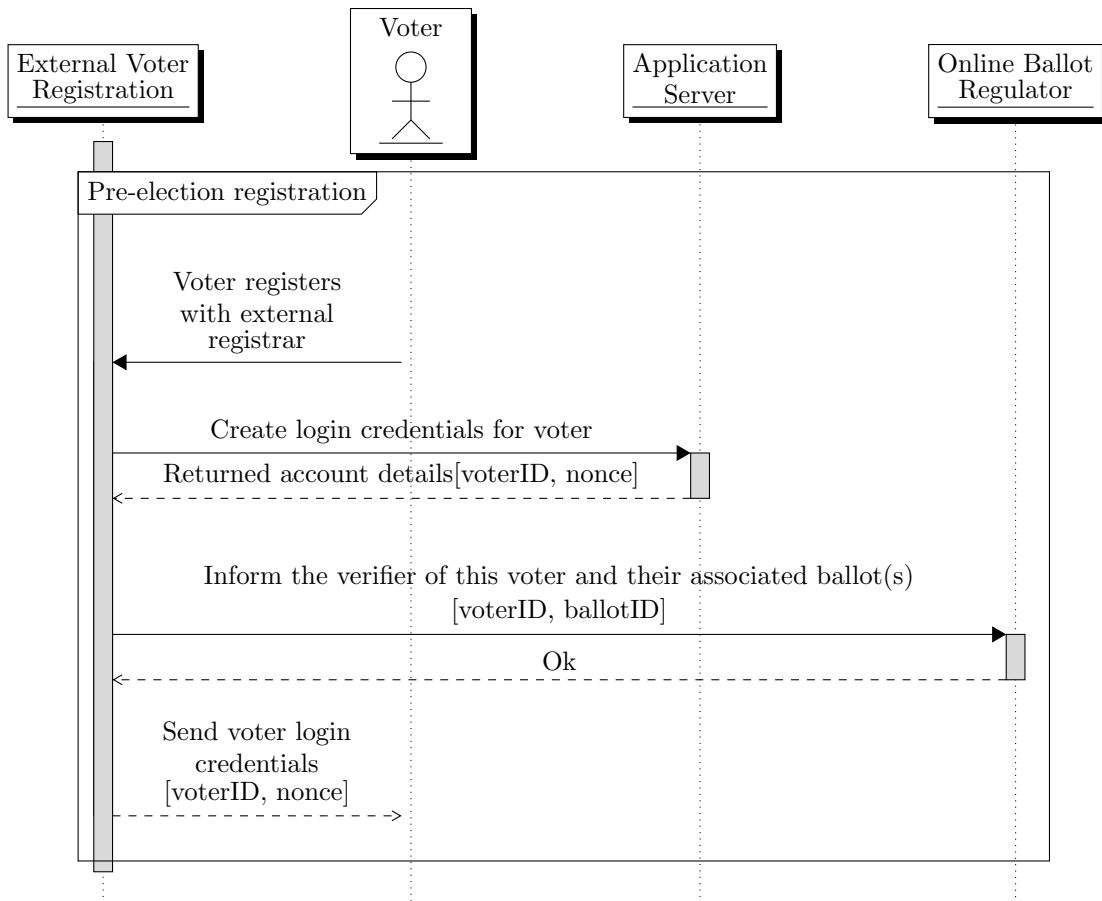 External Voter
Registration
Voter
Application
Server
Online Ballot
Regulator
Pre-election registration
Voter registers
with external
registrar
Create login credentials for voter
Returned account details[voterID, nonce]
Inform the verifier of this voter and their associated ballot(s)
[voterID, ballotID]
Ok
Send voter login
credentials
[voterID, nonce]